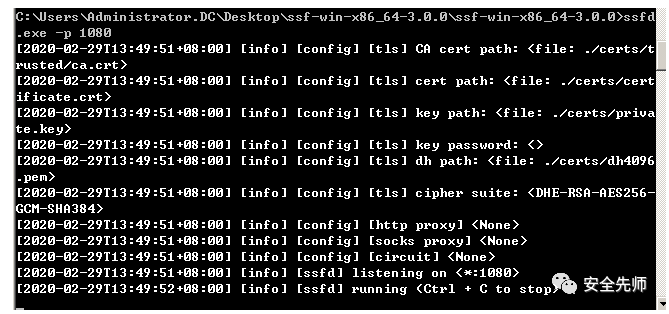 C:\Users\Administrator.DC\Desktop\ssf-win-x86_64-3.0.0\ssf-win-x86_64-3.0.0>ssfd
.exe -p 1080
[2020-02-29T13:49:51+08:00] [info] [config] [tls] CA cert path: <file: ./certs/t
rusted/ca.crt>
[2020-02-29T13:49:51+08:00] [info] [config] [tls] cert path: <file: ./certs/cert
ificate.crt>
[2020-02-29T13:49:51+08:00] [info] [config] [tls] key path: <file: ./certs/priva
te.key>
[2020-02-29T13:49:51+08:00] [info] [config] [tls] key password: <>
[2020-02-29T13:49:51+08:00] [info] [config] [tls] dh path: <file: ./certs/dh4096
.pem>
[2020-02-29T13:49:51+08:00] [info] [config] [tls] cipher suite: <DHE-RSA-AES256-
GCM-SHA384>
[2020-02-29T13:49:51+08:00] [info] [config] [http proxy] <None>
[2020-02-29T13:49:51+08:00] [info] [config] [socks proxy] <None>
[2020-02-29T13:49:51+08:00] [info] [config] [circuit] <None>
[2020-02-29T13:49:51+08:00] [info] [ssfd] listening on <*:1080>
[2020-02-29T13:49:52+08:00] [info] [ssfd] running (Ctrl + C to stop)
安全先师